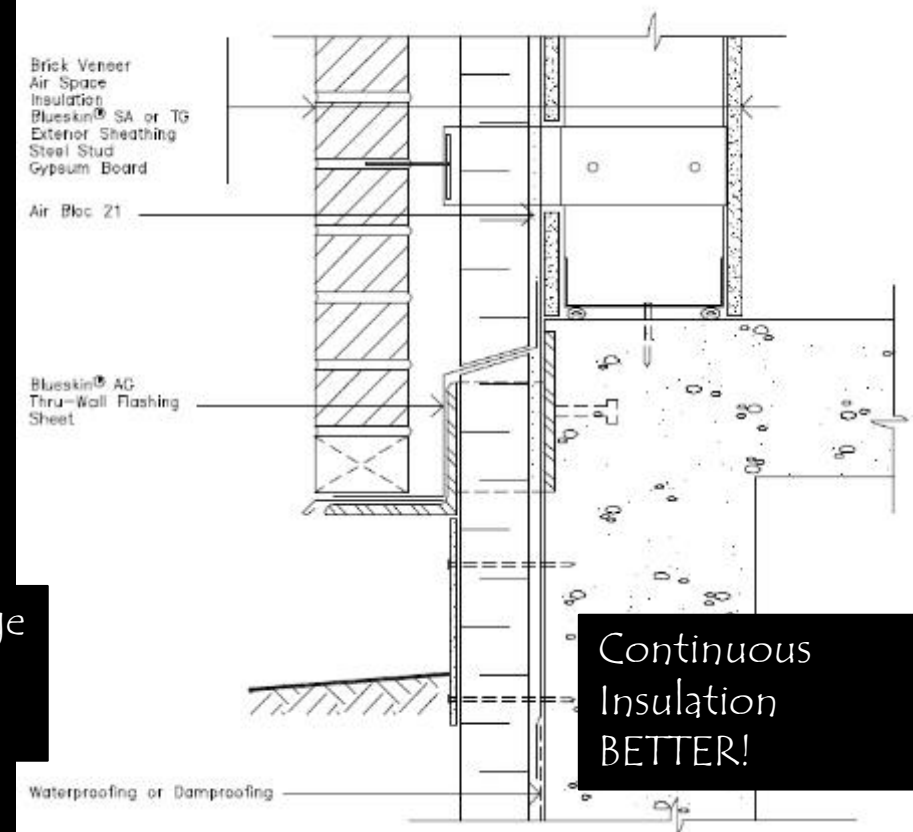 Brick Veneer
Air Space
Insulation
Blueskin® SA or TG
Exterior Sheathing
Steel Stud
Gypsum Board
Air Bloc 21
Blueskin® AG
Thru-Wall Flashing
Sheet
Continuous
Insulation
BETTER!
Waterproofing or Damproofing